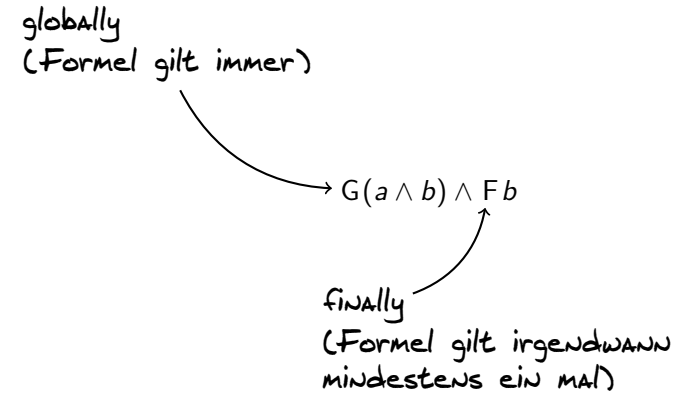 globally
(Formel gilt immer)
G(a ∧ b) ∧ F b
finally
(Formel gilt irgendwann
mindestens ein mal)